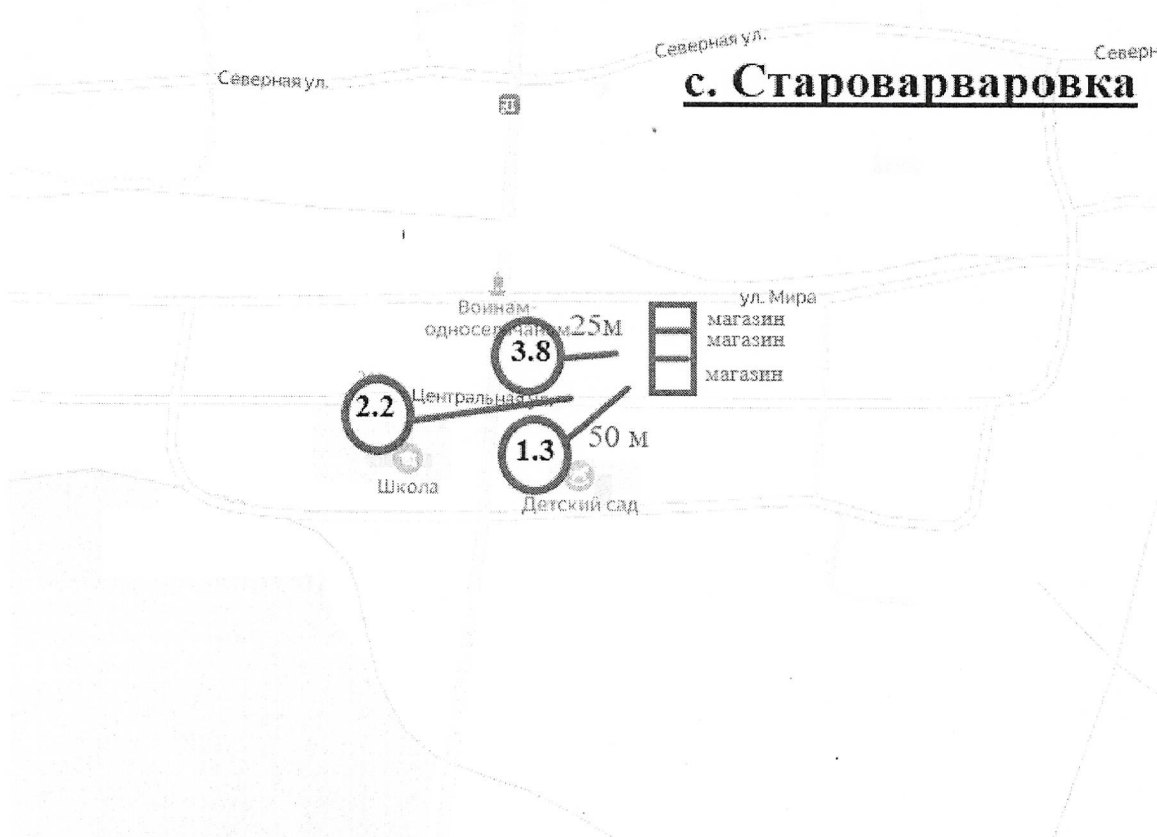 Северная ул.
Северная ул.
Северн
с. Староварваровка
ул. Мира
Воинам-
односельчанам
25м
магазин
магазин
магазин
3.8
2.2
Центральная ул.
1.3
50 м
Школа
Детский сад